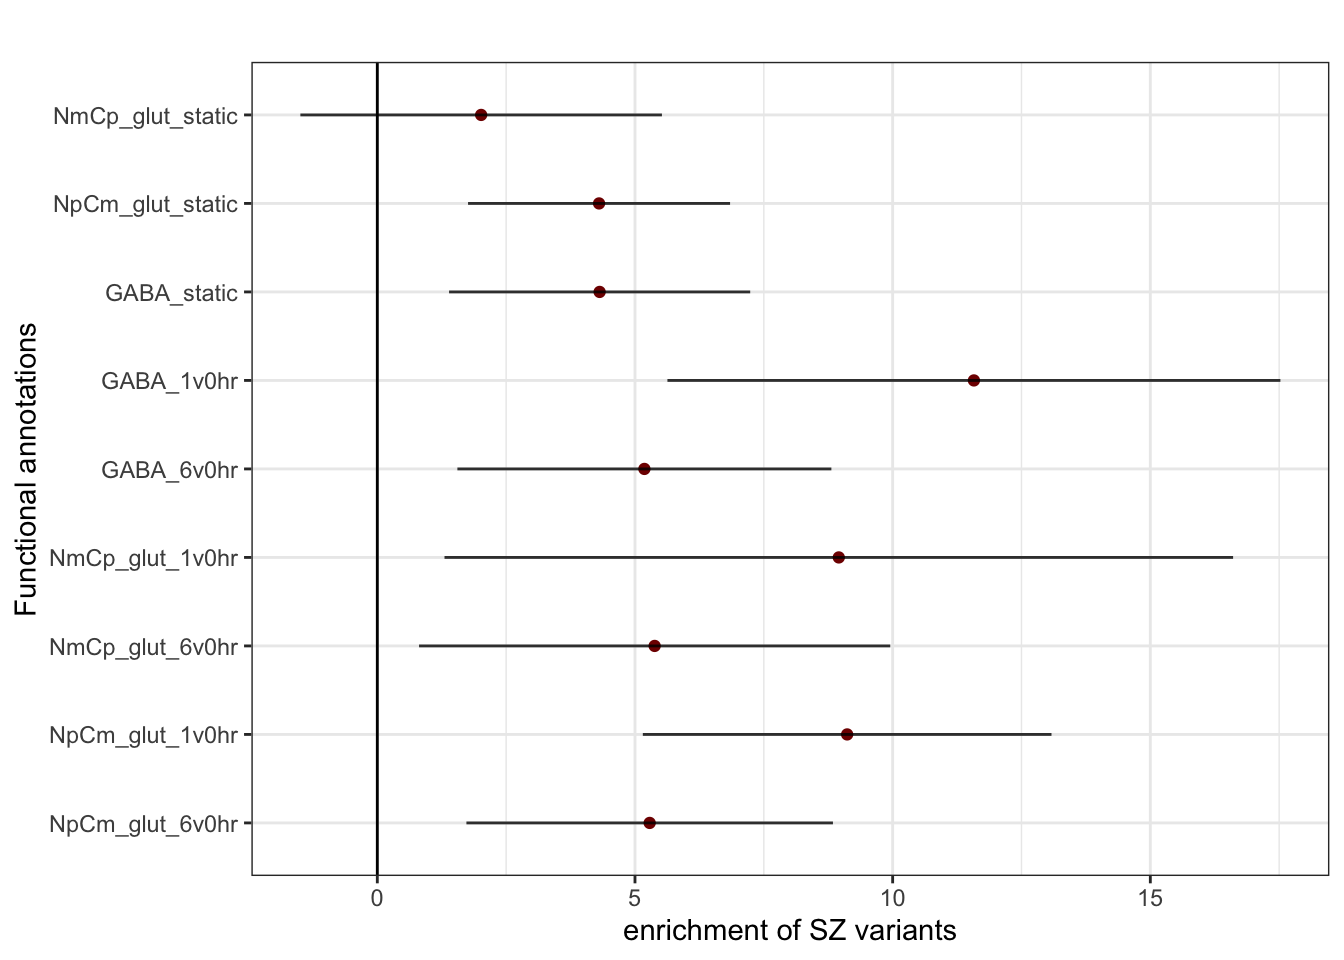 NmCp_glut_static
NpCm_glut_static
GABA_static
GABA_1v0hr
GABA_6v0hr
NmCp_glut_1v0hr
NmCp_glut_6v0hr
NpCm_glut_1v0hr
NpCm_glut_6v0hr
Functional annotations
0 5 10 15
enrichment of SZ variants